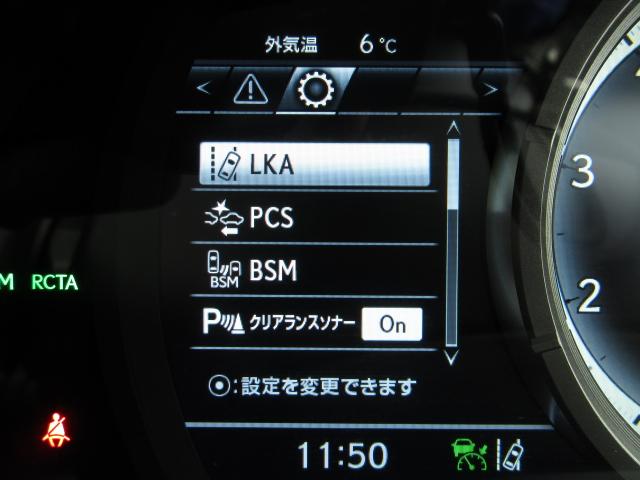 外気温 6℃
< >
LKA
PCS
BSM
BSM
M RCTA
P クリアランスソナー On
⦿:設定を変更できます
11:50
3
2